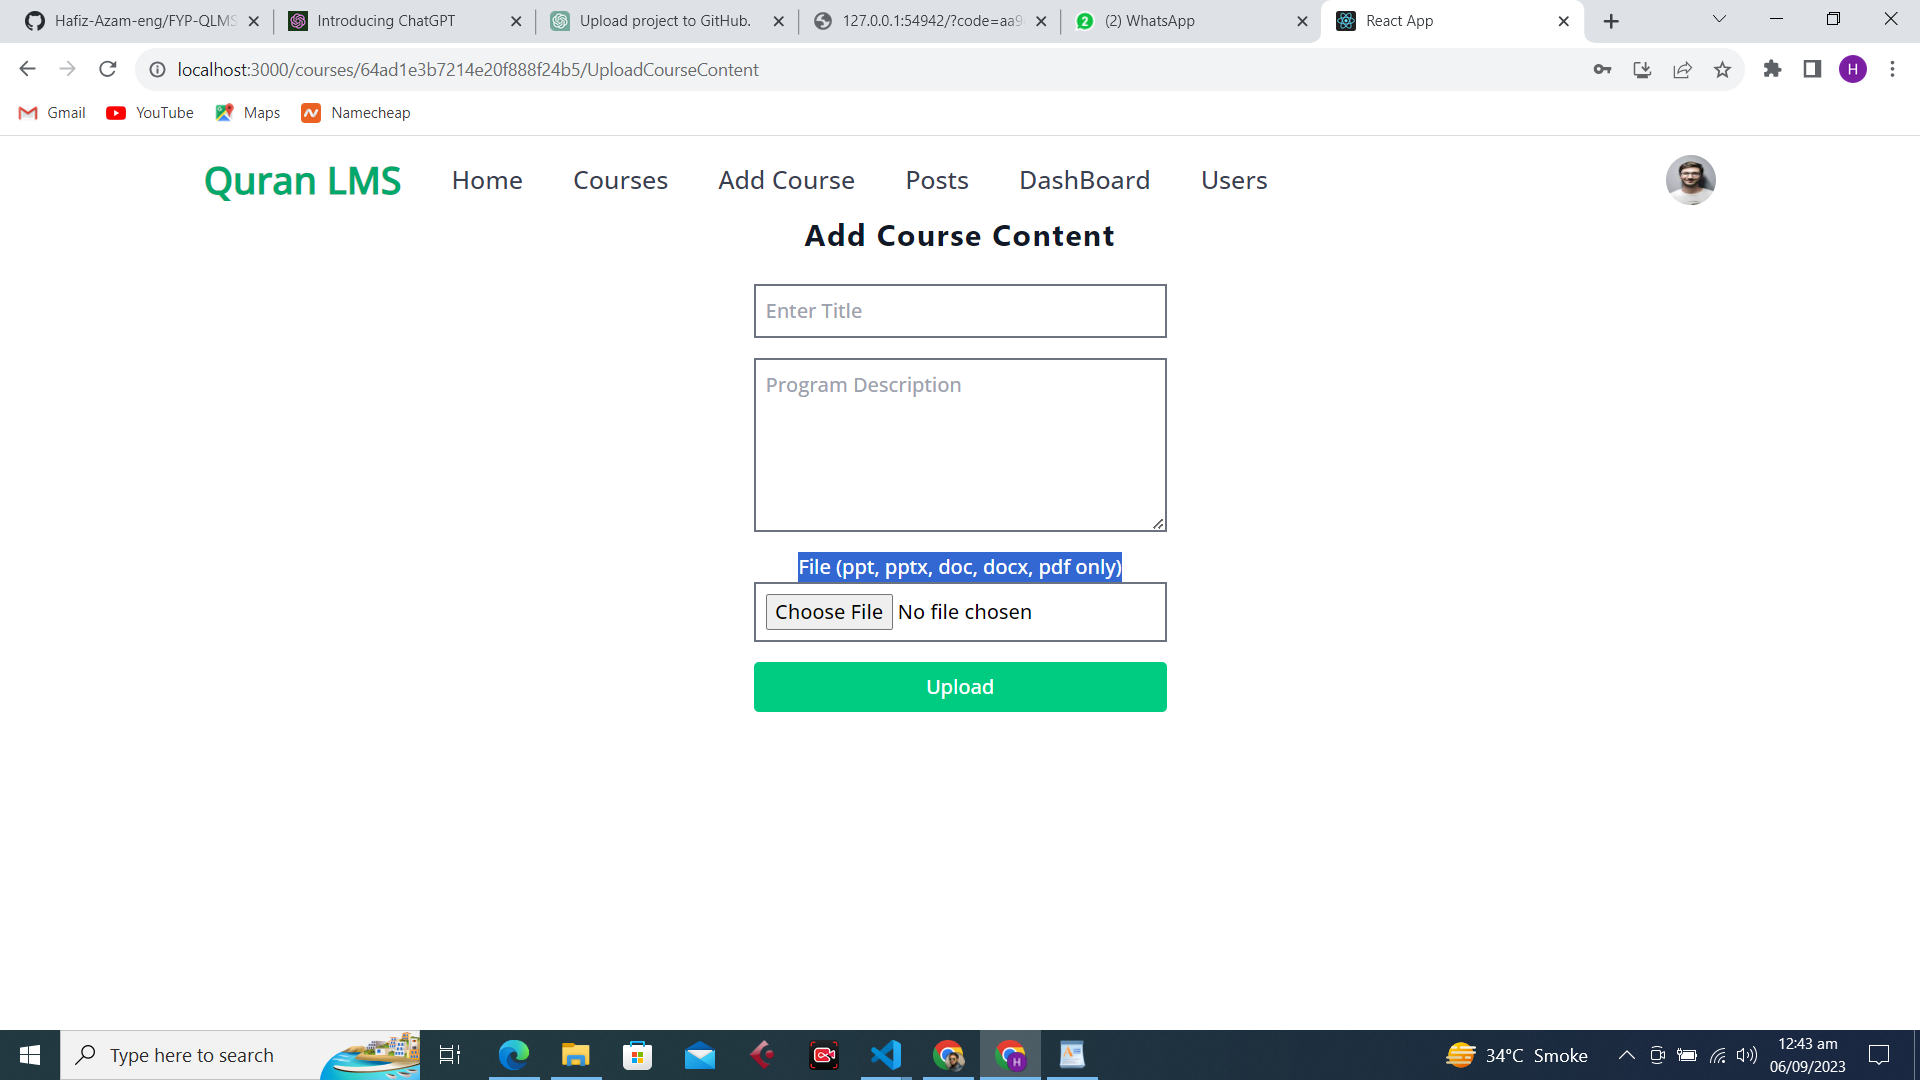 Hafiz-Azam-eng/FYP-QLMS
Introducing ChatGPT
Upload project to GitHub.
127.0.0.1:54942/?code=aa9
(2) WhatsApp
React App
localhost:3000/courses/64ad1e3b7214e20f888f24b5/UploadCourseContent
H
Gmail
YouTube
Maps
Namecheap
Quran LMS
Home
Courses
Add Course
Posts
DashBoard
Users
Add Course Content
Enter Title
Program Description
File (ppt, pptx, doc, docx, pdf only)
Choose File No file chosen
Upload
Type here to search
34°C Smoke
12:43 am
06/09/2023